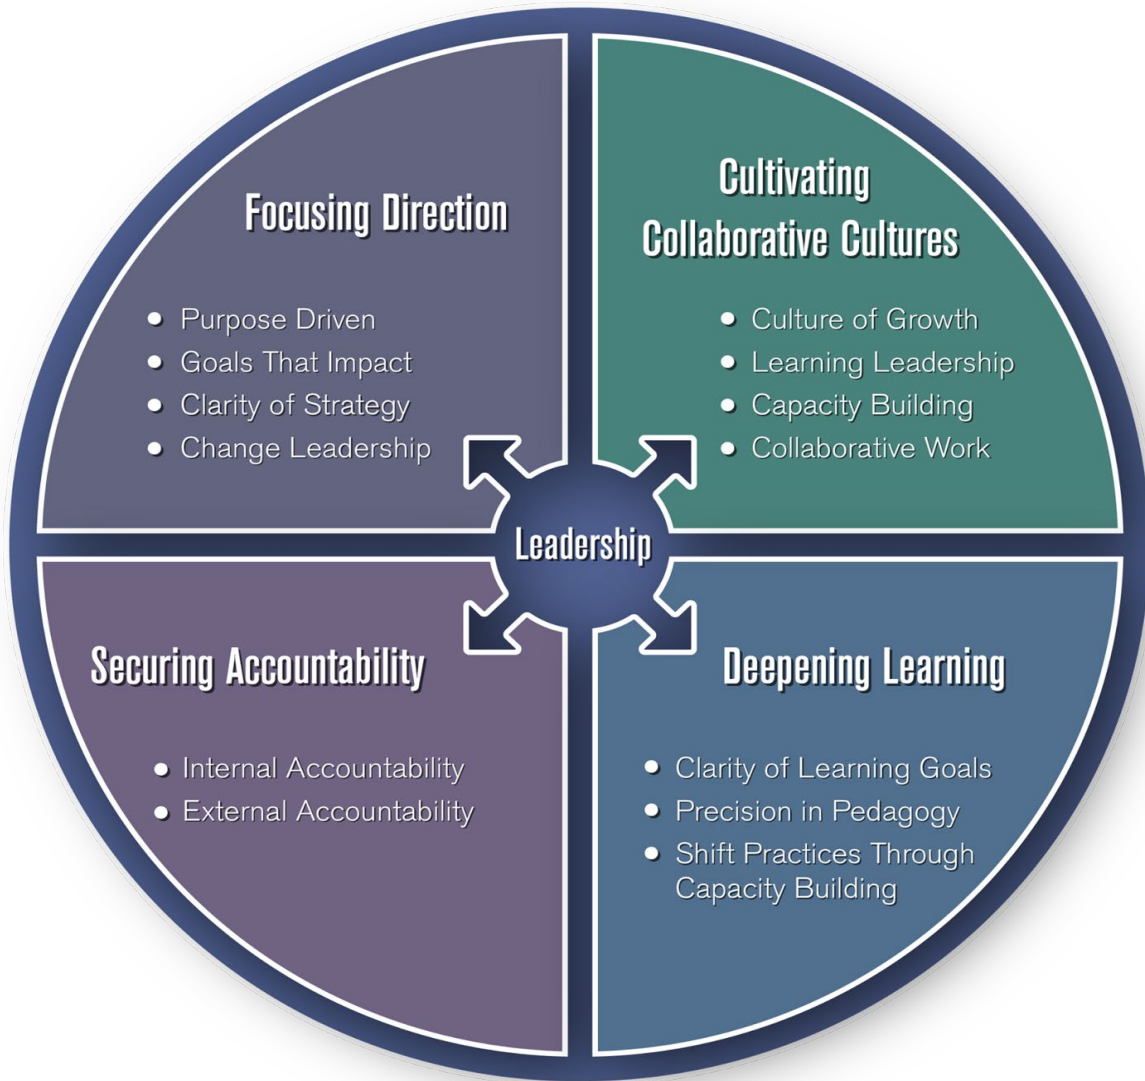 Focusing Direction
• Purpose Driven
• Goals That Impact
• Clarity of Strategy
• Change Leadership
Cultivating
Collaborative Cultures
• Culture of Growth
• Learning Leadership
• Capacity Building
• Collaborative Work
Leadership
Securing Accountability
• Internal Accountability
• External Accountability
Deepening Learning
• Clarity of Learning Goals
• Precision in Pedagogy
• Shift Practices Through
Capacity Building